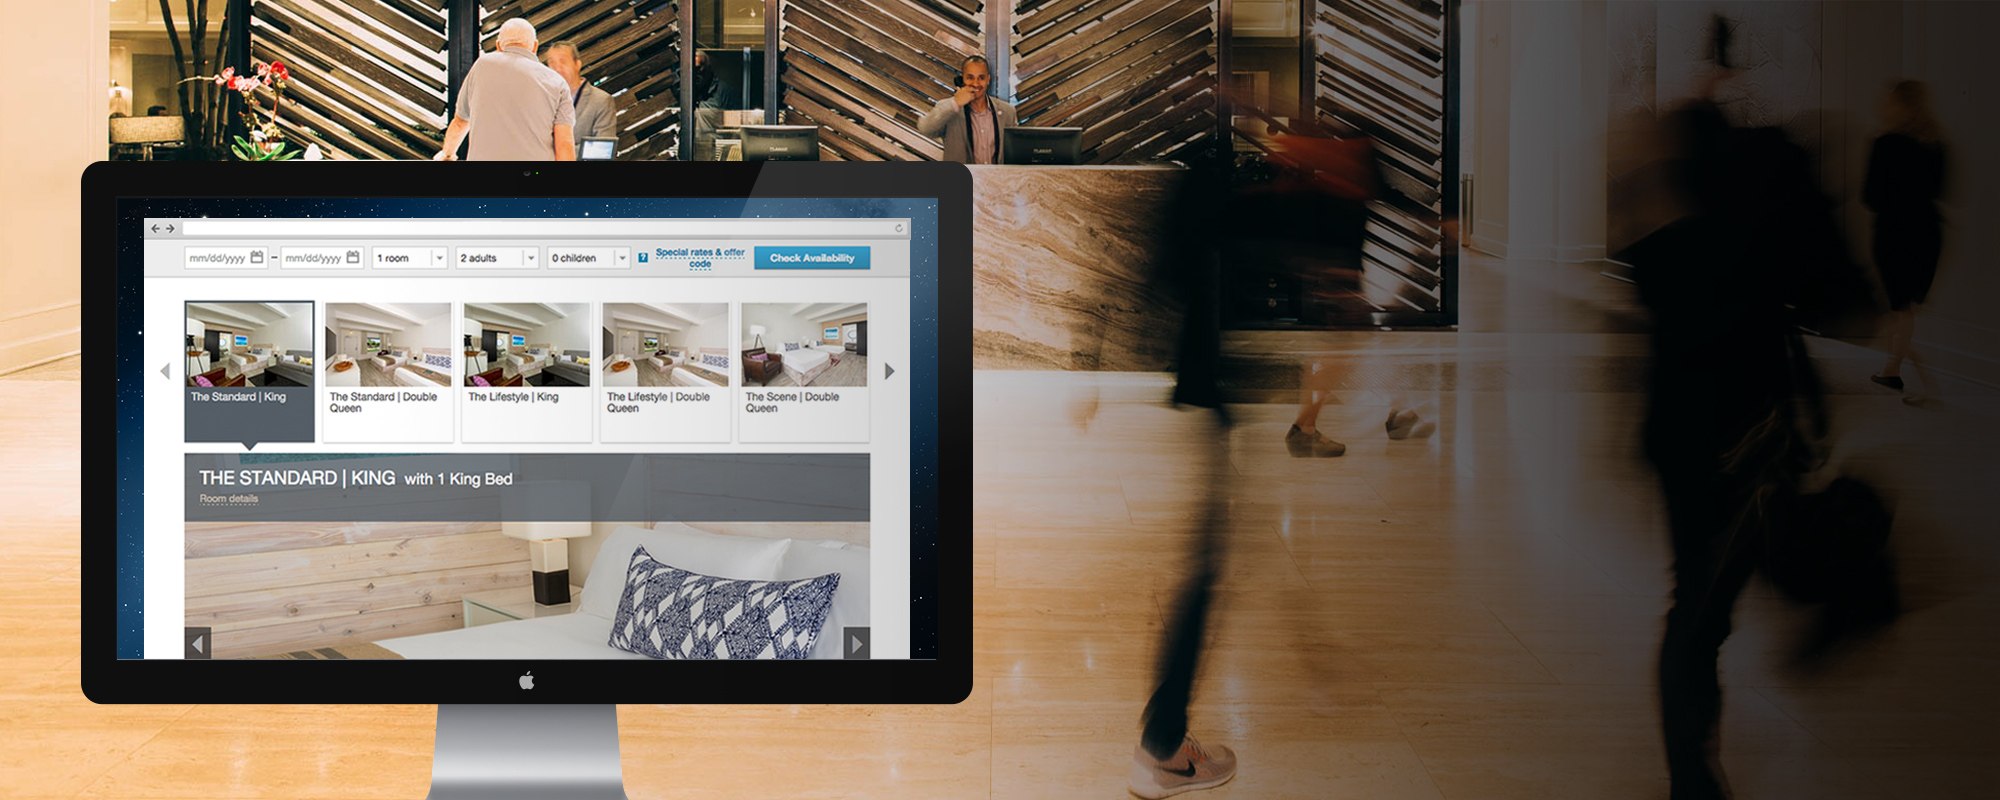 mm/dd/yyyy – mm/dd/yyyy 1 room 2 adults 0 children ? Special rates & offer code Check Availability
The Standard | King
The Standard | Double
Queen
The Lifestyle | King
The Lifestyle | Double
Queen
The Scene | Double
Queen
THE STANDARD | KING with 1 King Bed
Room details